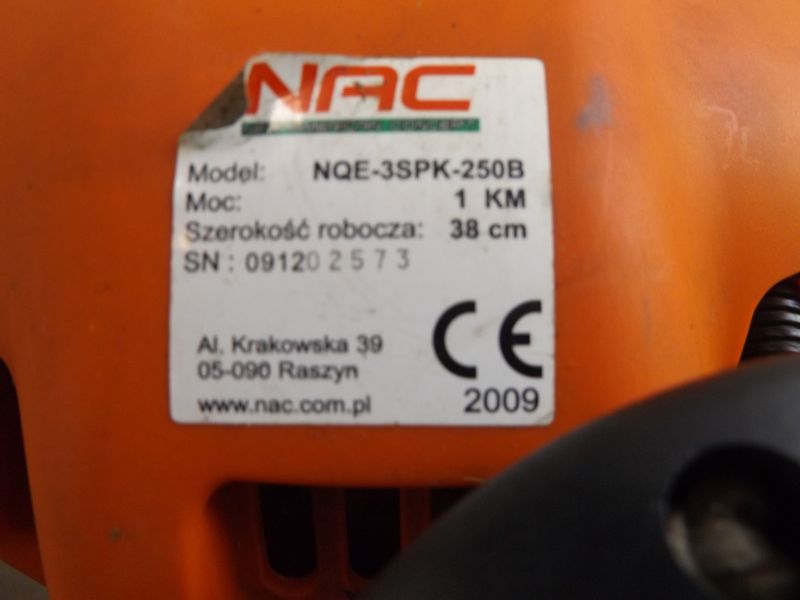 NAC
Model: NQE-3SPK-250B
Moc: 1 KM
Szerokość robocza: 38 cm
SN : 091202573
Al. Krakowska 39
05-090 Raszyn
www.nac.com.pl
CE
2009